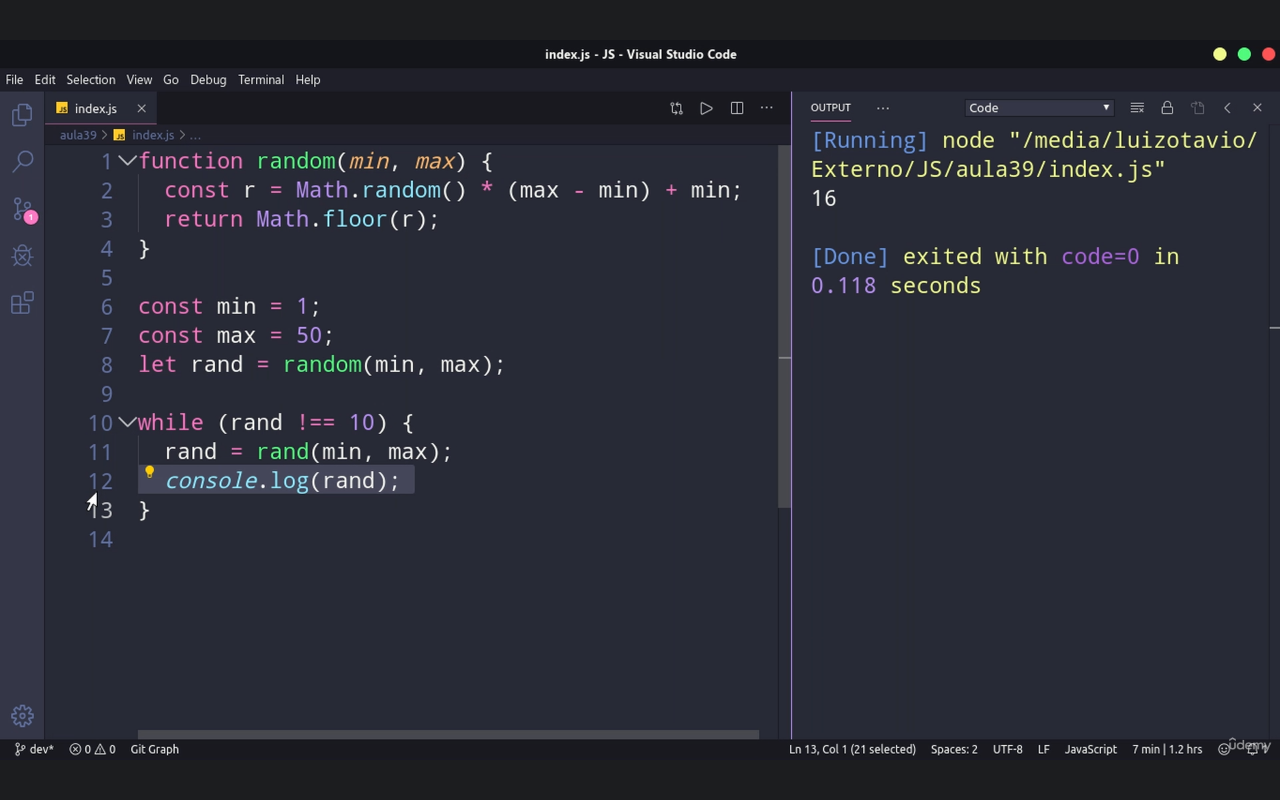 index.js - JS - Visual Studio Code
File Edit Selection View Go Debug Terminal Help
index.js
aula39 > index.js > ...
1 function random(min, max) {
2 const r = Math.random() * (max - min) + min;
3 return Math.floor(r);
4 }
5
6 const min = 1;
7 const max = 50;
8 let rand = random(min, max);
9
10 while (rand !== 10) {
11 rand = rand(min, max);
12 console.log(rand);
13 }
14
OUTPUT ... Code
[Running] node "/media/luizotavio/
Externo/JS/aula39/index.js"
16
[Done] exited with code=0 in
0.118 seconds
1
dev* 0 0 Git Graph
Ln 13, Col 1 (21 selected) Spaces: 2 UTF-8 LF JavaScript 7 min | 1.2 hrs 1
ûdemy